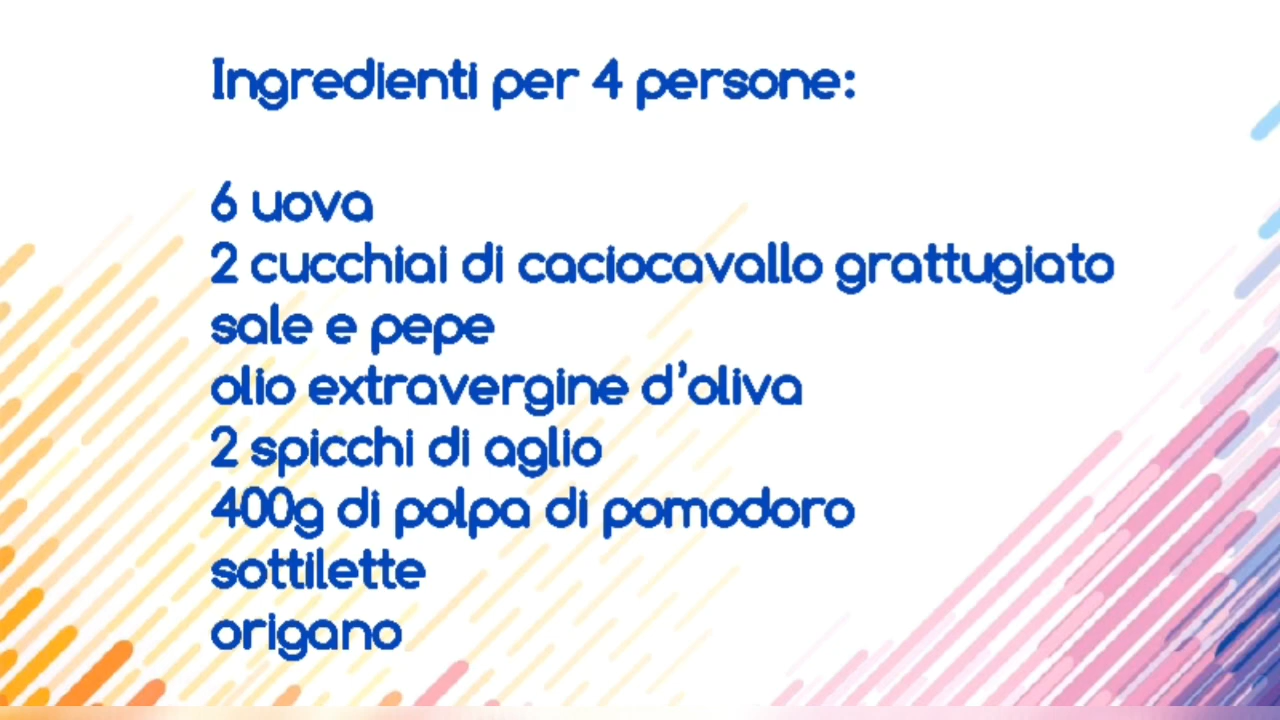 Ingredienti per 4 persone:
6 uova
2 cucchiai di caciocavallo grattugiato
sale e pepe
olio extravergine d'oliva
2 spicchi di aglio
400g di polpa di pomodoro
sottilette
origano